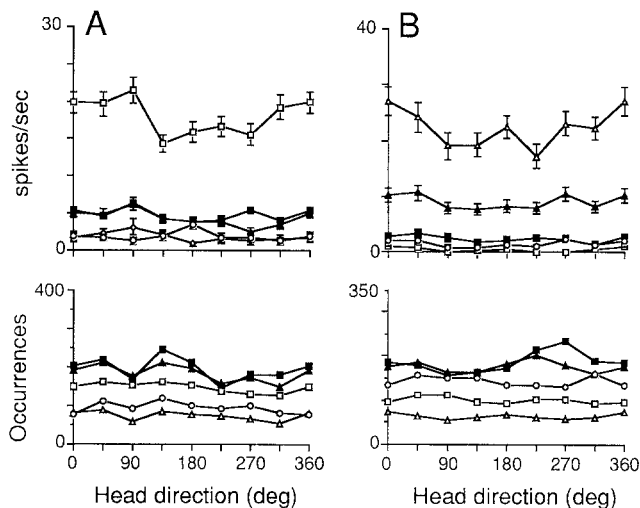 A
B
30
spikes/sec
0
40
0
400
Occurrences
0
350
0
0 90 180 270 360
Head direction (deg)
0 90 180 270 360
Head direction (deg)